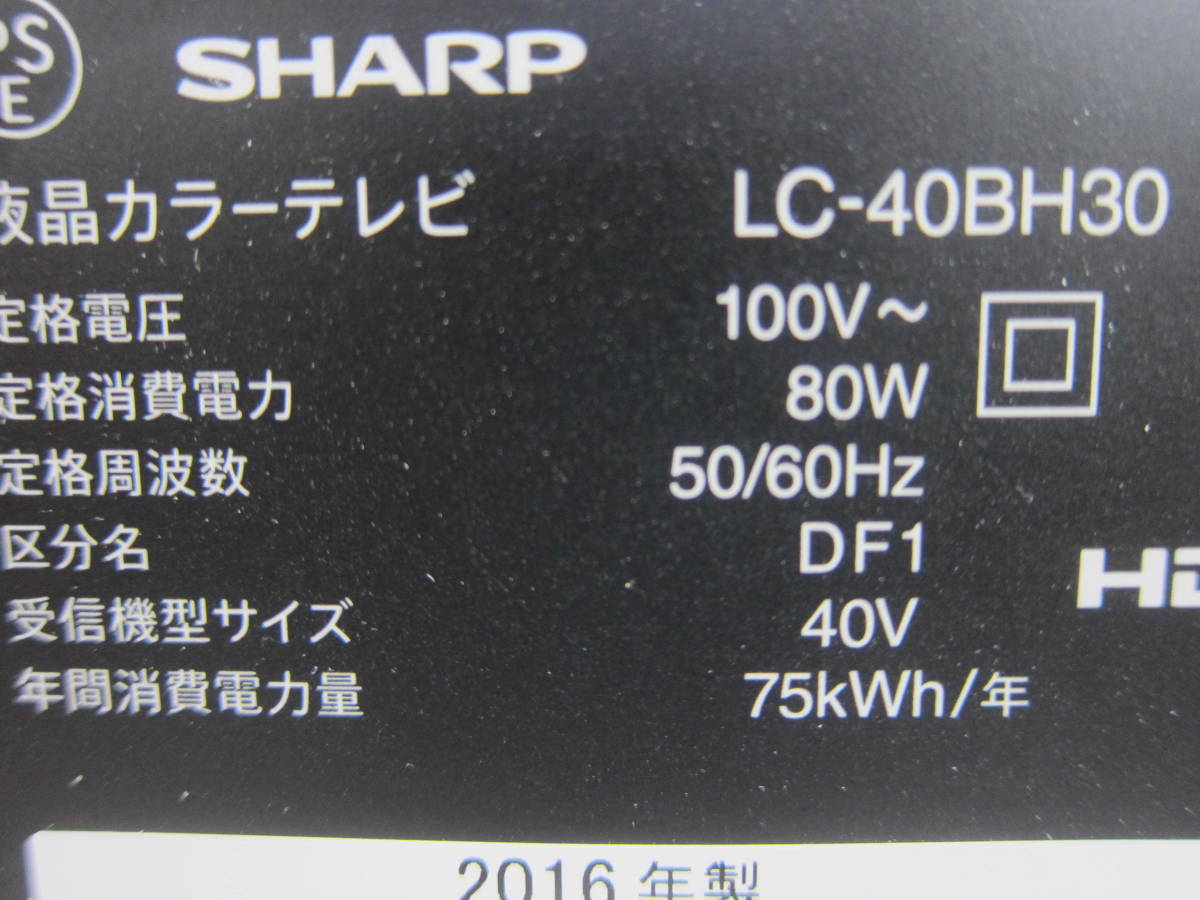 PS
E
SHARP
液晶カラーテレビ LC-40BH30
定格電圧 100V～
定格消費電力 80W
定格周波数 50/60Hz
区分名 DF1
受信機型サイズ 40V
年間消費電力量 75kWh/年
2016 年製